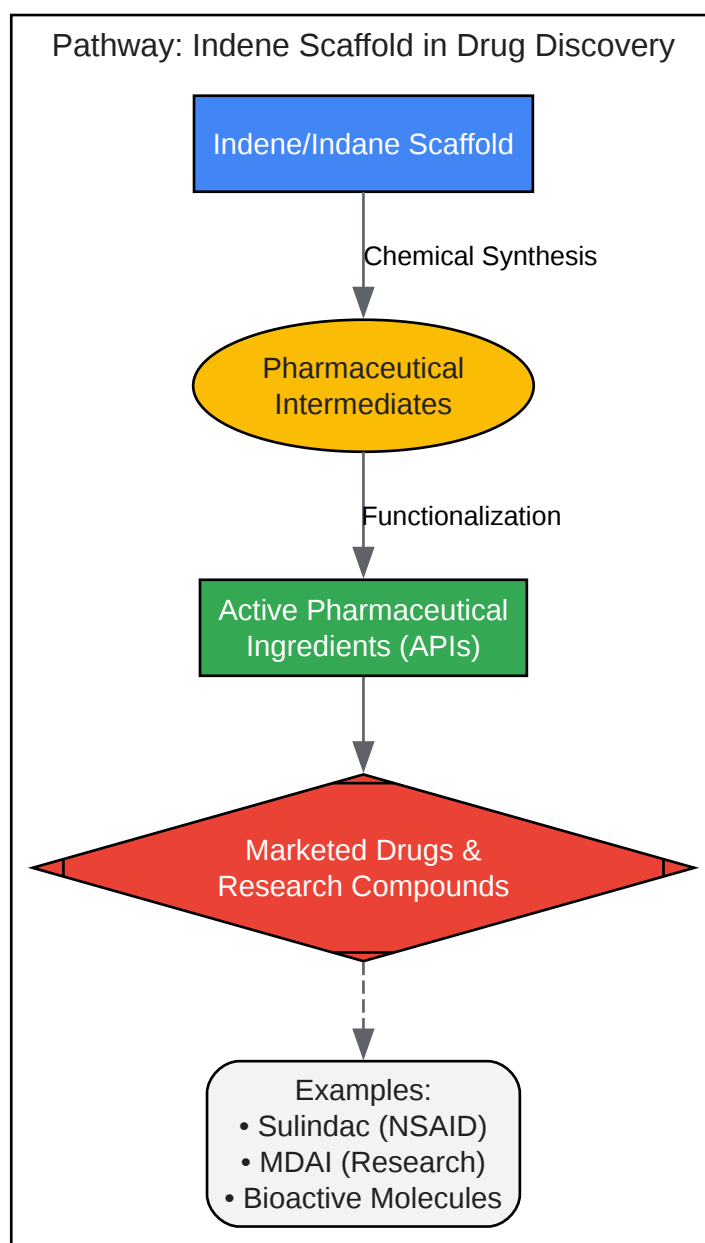 Pathway: Indene Scaffold in Drug Discovery
Indene/Indane Scaffold
Chemical Synthesis
Pharmaceutical
Intermediates
Functionalization
Active Pharmaceutical
Ingredients (APIs)
Marketed Drugs &
Research Compounds
Examples:
• Sulindac (NSAID)
• MDAI (Research)
• Bioactive Molecules